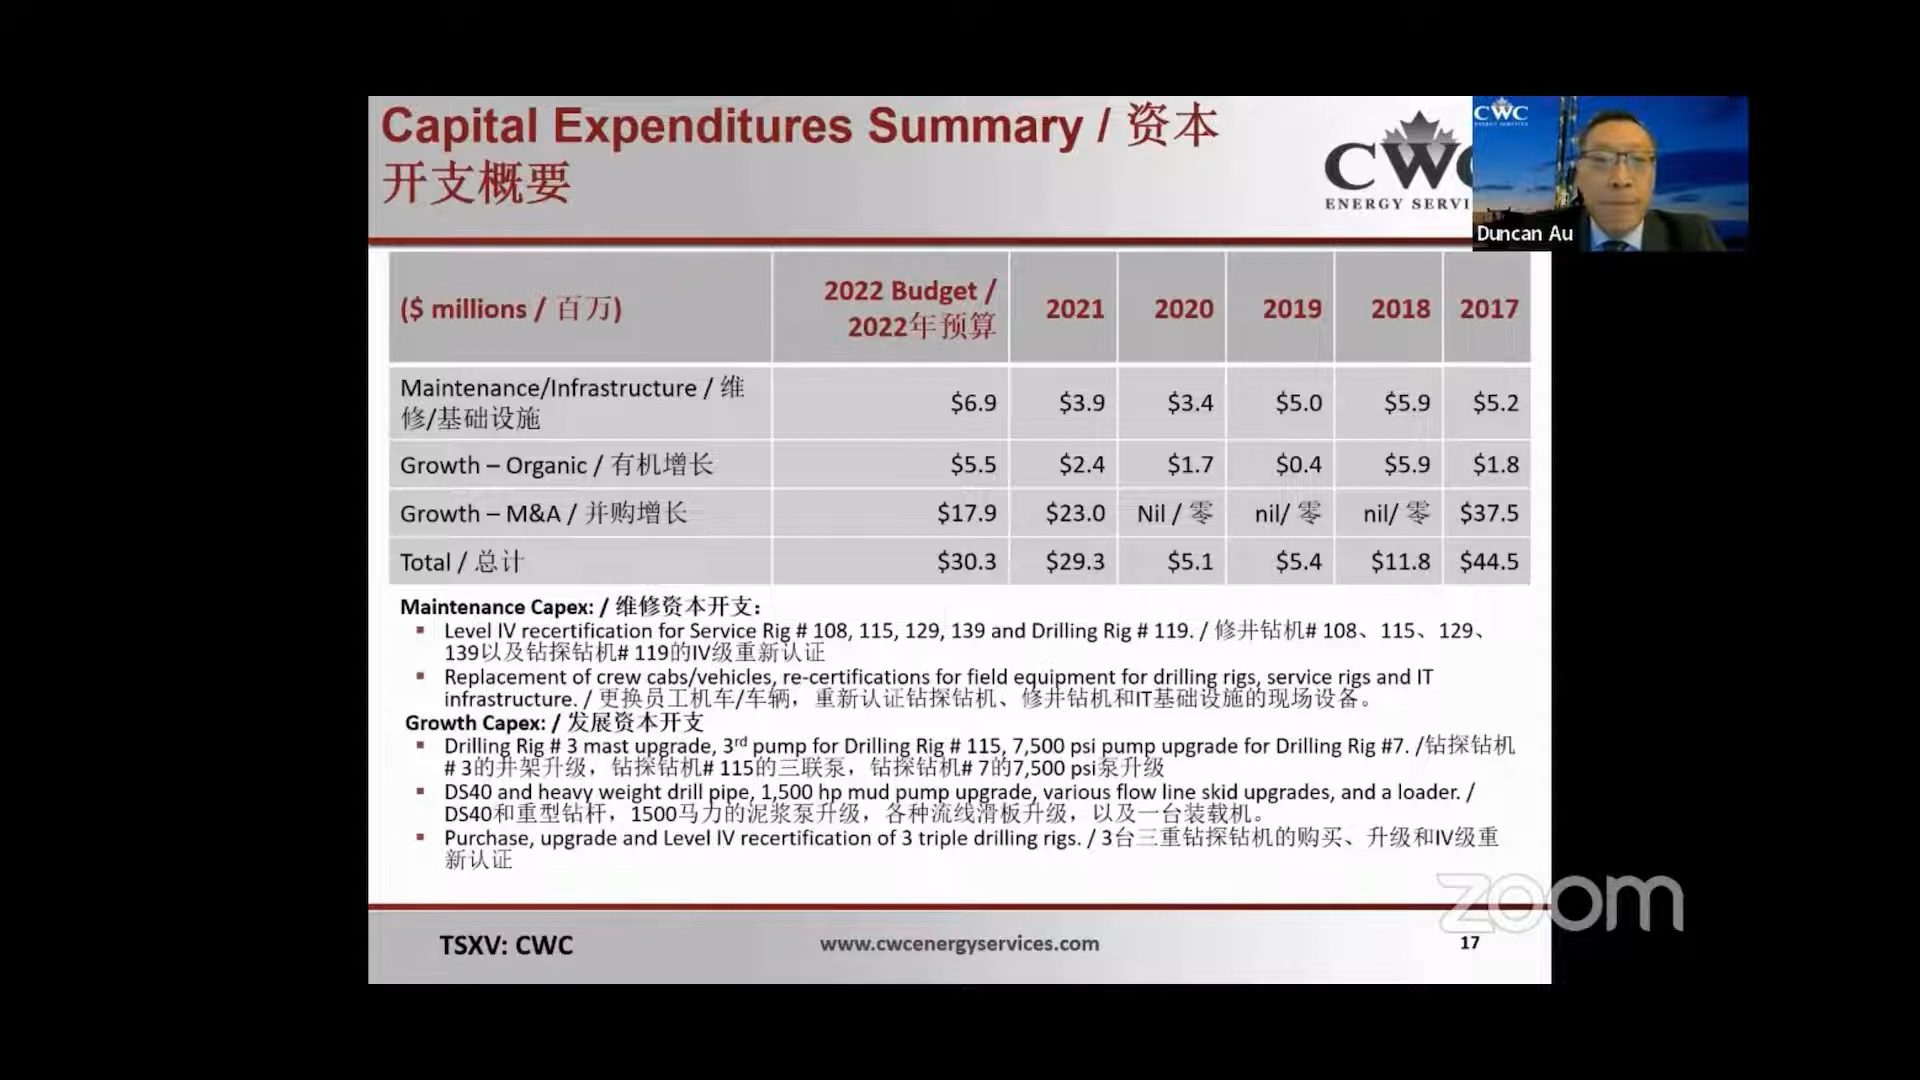 Capital Expenditures Summary / 资本
开支概要
CWC
ENERGY SERVI
CWC
ENERGY SERVICES
Duncan Au
($ millions / 百万)
2022 Budget /
2022年预算
2021
2020
2019
2018
2017
Maintenance/Infrastructure / 维
修/基础设施
$6.9
$3.9
$3.4
$5.0
$5.9
$5.2
Growth – Organic / 有机增长
$5.5
$2.4
$1.7
$0.4
$5.9
$1.8
Growth – M&A / 并购增长
$17.9
$23.0
Nil / 零
nil/ 零
nil/ 零
$37.5
Total / 总计
$30.3
$29.3
$5.1
$5.4
$11.8
$44.5
Maintenance Capex: / 维修资本开支：
Level IV recertification for Service Rig # 108, 115, 129, 139 and Drilling Rig # 119. / 修井钻机# 108、115、129、
139以及钻探钻机# 119的IV级重新认证
Replacement of crew cabs/vehicles, re-certifications for field equipment for drilling rigs, service rigs and IT
infrastructure. / 更换员工机车/车辆，重新认证钻探钻机、修井钻机和IT基础设施的现场设备。
Growth Capex: / 发展资本开支
Drilling Rig # 3 mast upgrade, 3rd pump for Drilling Rig # 115, 7,500 psi pump upgrade for Drilling Rig #7. /钻探钻机
# 3的井架升级，钻探钻机# 115的三联泵，钻探钻机# 7的7,500 psi泵升级
DS40 and heavy weight drill pipe, 1,500 hp mud pump upgrade, various flow line skid upgrades, and a loader. /
DS40和重型钻杆，1500马力的泥浆泵升级，各种流线滑板升级，以及一台装载机。
Purchase, upgrade and Level IV recertification of 3 triple drilling rigs. / 3台三重钻探钻机的购买、升级和IV级重
新认证
zoom
TSXV: CWC
www.cwcenergyservices.com
17